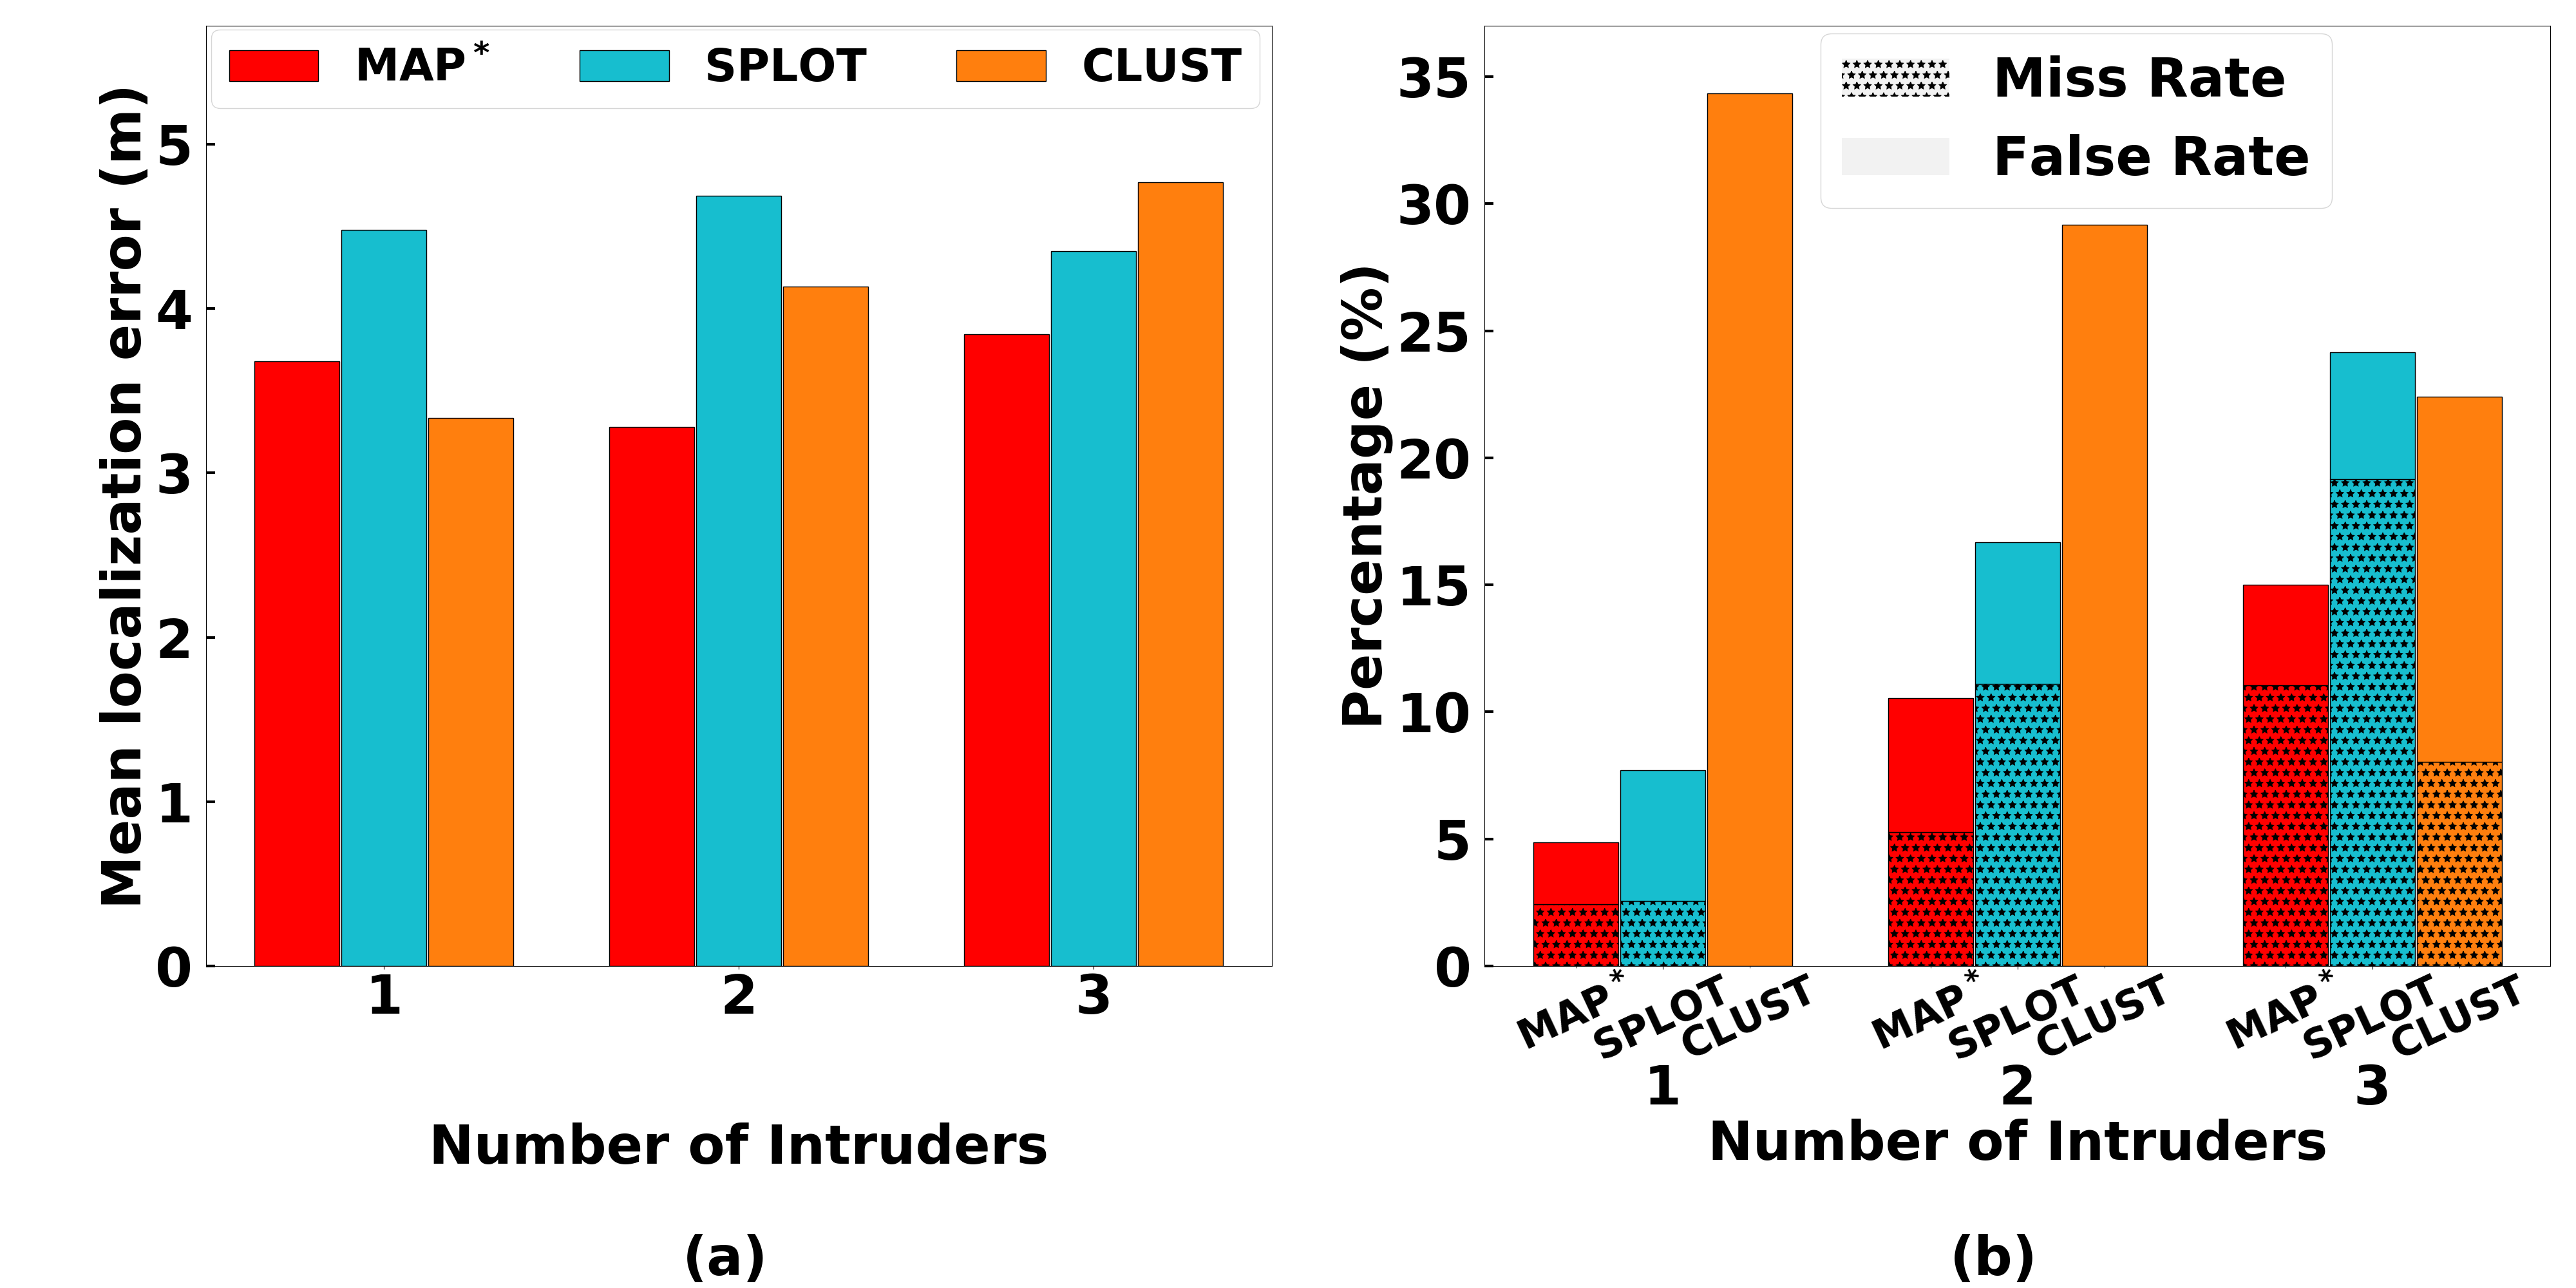 MAP* SPLOT CLUST
Mean localization error (m)
5
4
3
2
1
0
1 2 3
Number of Intruders
(a)
Miss Rate
False Rate
Percentage (%)
35
30
25
20
15
10
5
0
MAP* SPLOT CLUST MAP* SPLOT CLUST MAP* SPLOT CLUST
1 2 3
Number of Intruders
(b)